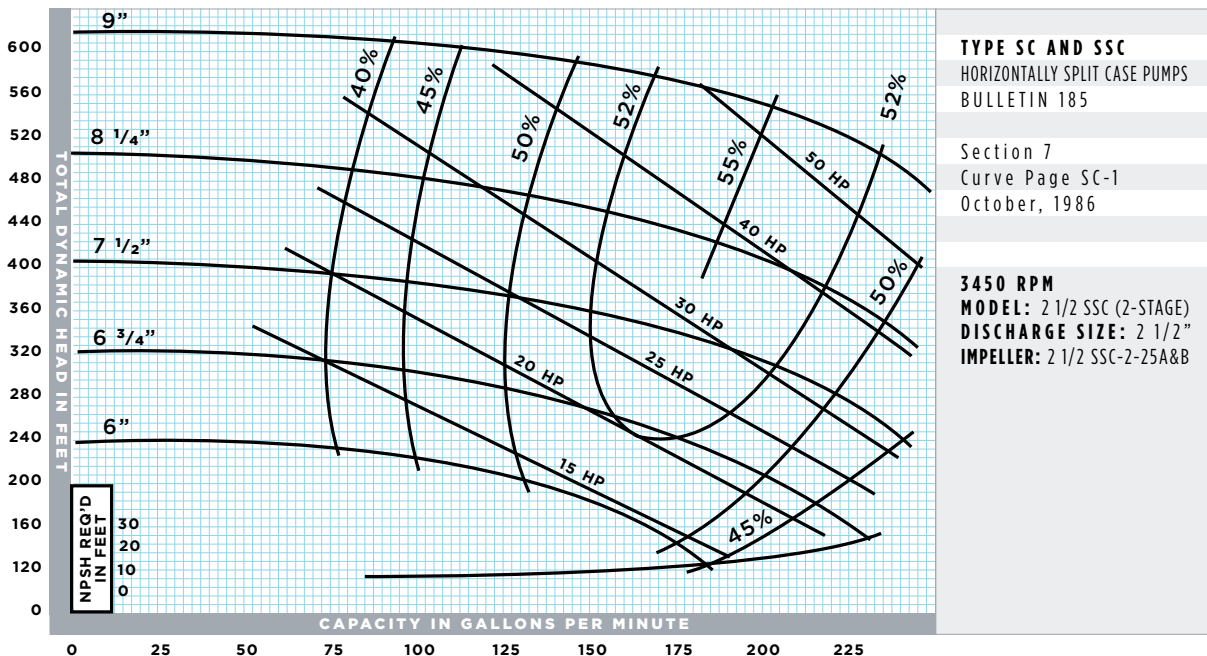 9”
600
560
520
480
440
400
360
320
280
240
200
160
120
0
TOTAL DYNAMIC HEAD IN FEET
8 1/4”
7 1/2”
6 3/4”
6”
40%
45%
50%
52%
55%
52%
50%
45%
50 HP
40 HP
30 HP
25 HP
20 HP
15 HP
NPSH REQ’D
IN FEET
30
20
10
0
CAPACITY IN GALLONS PER MINUTE
0 25 50 75 100 125 150 175 200 225
TYPE SC AND SSC
HORIZONTALLY SPLIT CASE PUMPS
BULLETIN 185
Section 7
Curve Page SC-1
October, 1986
3450 RPM
MODEL: 2 1/2 SSC (2-STAGE)
DISCHARGE SIZE: 2 1/2”
IMPELLER: 2 1/2 SSC-2-25A&B